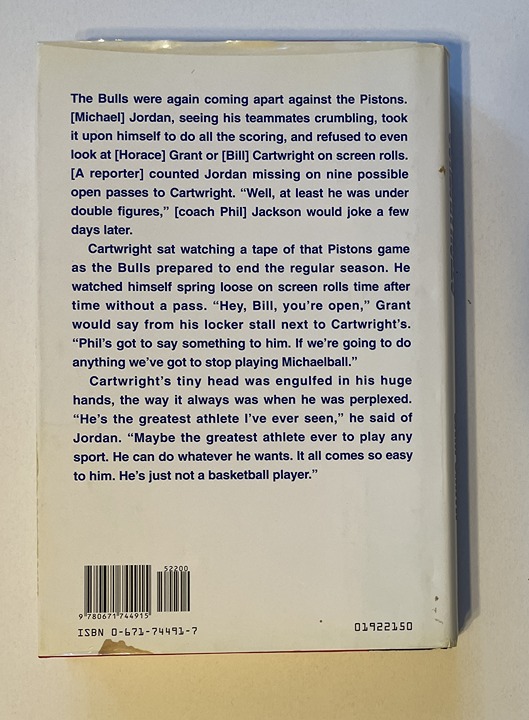 The Bulls were again coming apart against the Pistons.
[Michael] Jordan, seeing his teammates crumbling, took
it upon himself to do all the scoring, and refused to even
look at [Horace] Grant or [Bill] Cartwright on screen rolls.
[A reporter] counted Jordan missing on nine possible
open passes to Cartwright. “Well, at least he was under
double figures,” [coach Phil] Jackson would joke a few
days later.
Cartwright sat watching a tape of that Pistons game
as the Bulls prepared to end the regular season. He
watched himself spring loose on screen rolls time after
time without a pass. “Hey, Bill, you’re open,” Grant
would say from his locker stall next to Cartwright’s.
“Phil’s got to say something to him. If we’re going to do
anything we’ve got to stop playing Michaelball.”
Cartwright’s tiny head was engulfed in his huge
hands, the way it always was when he was perplexed.
“He’s the greatest athlete I’ve ever seen,” he said of
Jordan. “Maybe the greatest athlete ever to play any
sport. He can do whatever he wants. It all comes so easy
to him. He’s just not a basketball player.”
52200
9 780671 744915
ISBN 0-671-74491-7
01922150